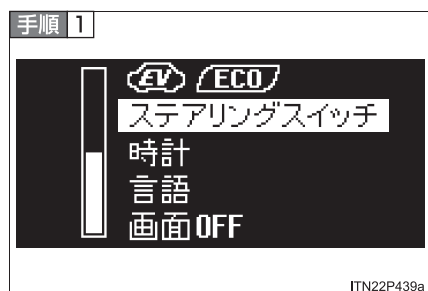 手順 1
EV ECO
ステアリングスイッチ
時計
言語
画面OFF
ITN22P439a